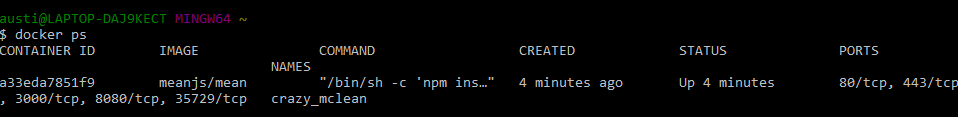 austi@LAPTOP-DAJ9KECT MINGW64 ~
$ docker ps
CONTAINER ID        IMAGE               COMMAND                  CREATED             STATUS              PORTS
                                  NAMES
a33eda7851f9        meanjs/mean         "/bin/sh -c 'npm ins…"   4 minutes ago       Up 4 minutes        80/tcp, 443/tcp
, 3000/tcp, 8080/tcp, 35729/tcp   crazy_mclean